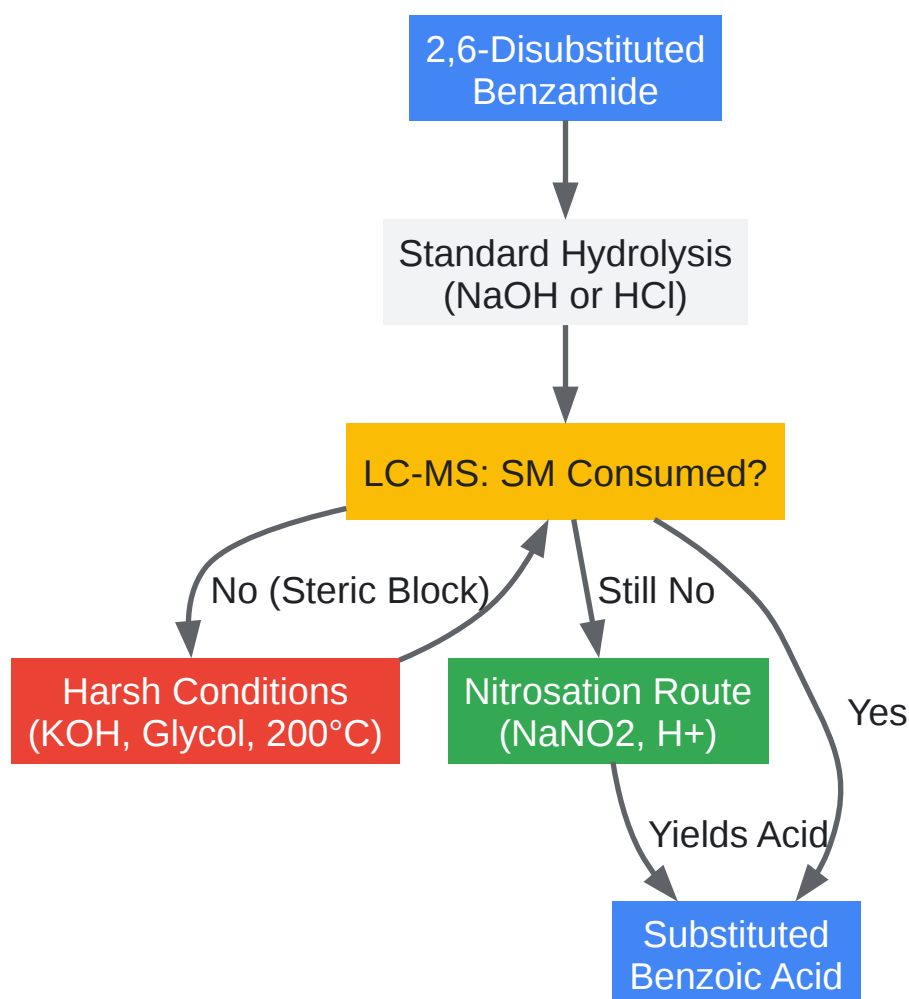 2,6-Disubstituted
Benzamide
Standard Hydrolysis
(NaOH or HCl)
LC-MS: SM Consumed?
No (Steric Block)
Still No
Harsh Conditions
(KOH, Glycol, 200°C)
Nitrosation Route
(NaNO2, H+)
Yes
Yields Acid
Substituted
Benzoic Acid